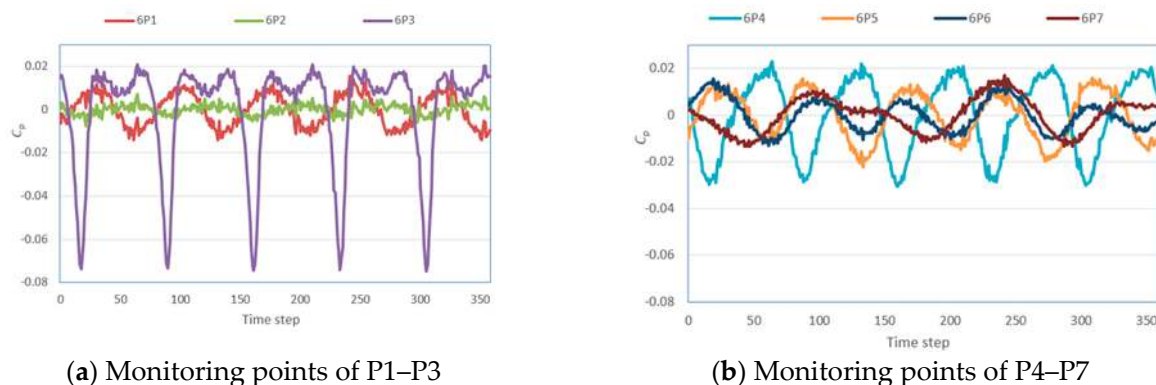 6P1 6P2 6P3
0.02
0
-0.02
-0.04
-0.06
-0.08
Cp
0 50 100 150 200 250 300 350
Time step
(a) Monitoring points of P1–P3
6P4 6P5 6P6 6P7
0.02
0
-0.02
-0.04
-0.06
-0.08
Cp
0 50 100 150 200 250 300 350
Time step
(b) Monitoring points of P4–P7